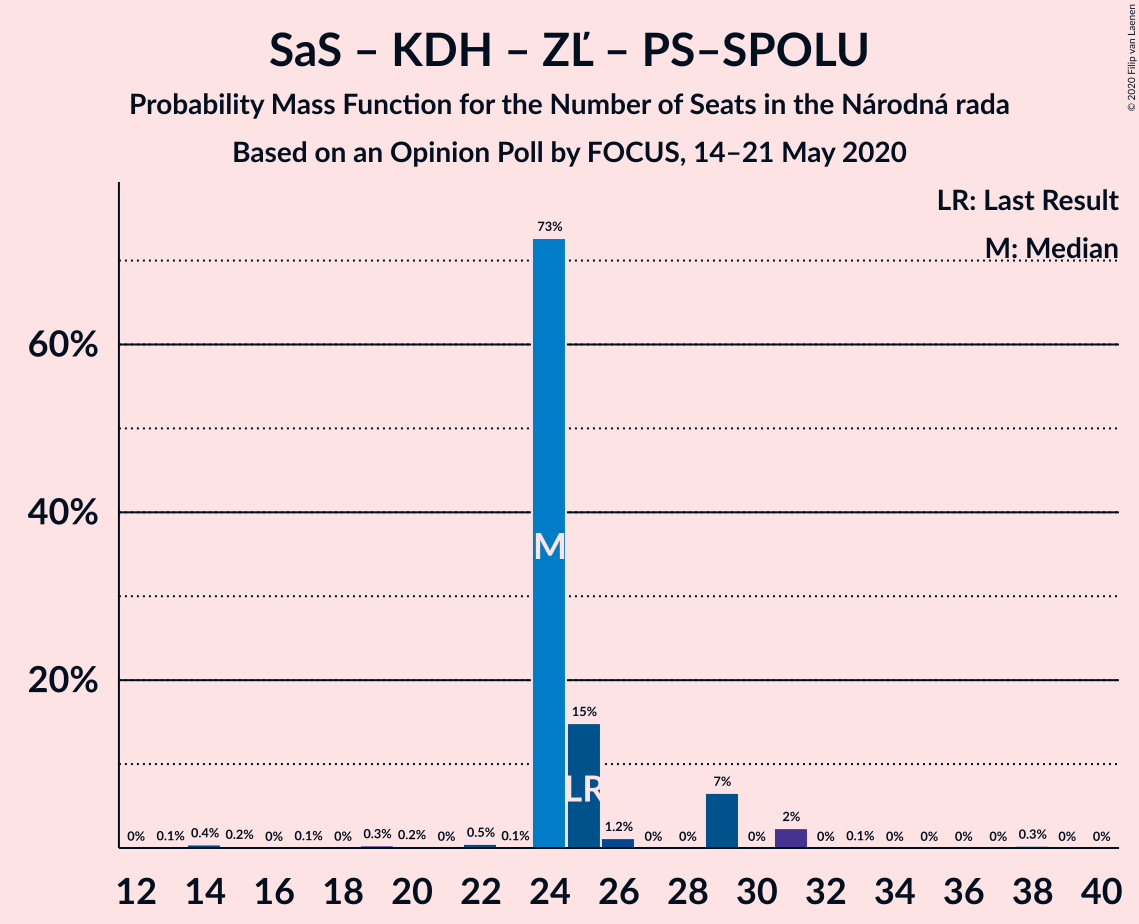 SaS – KDH – ZĽ – PS–SPOLU
Probability Mass Function for the Number of Seats in the Národná rada
Based on an Opinion Poll by FOCUS, 14–21 May 2020
© 2020 Filip van Laenen
LR: Last Result
M: Median
60%
40%
20%
73%
M
15%
LR
0% 0.1% 0.4% 0.2% 0% 0.1% 0% 0.3% 0.2% 0% 0.5% 0.1% 1.2% 0% 0% 7% 0% 2% 0% 0.1% 0% 0% 0% 0% 0.3% 0% 0%
12 14 16 18 20 22 24 26 28 30 32 34 36 38 40